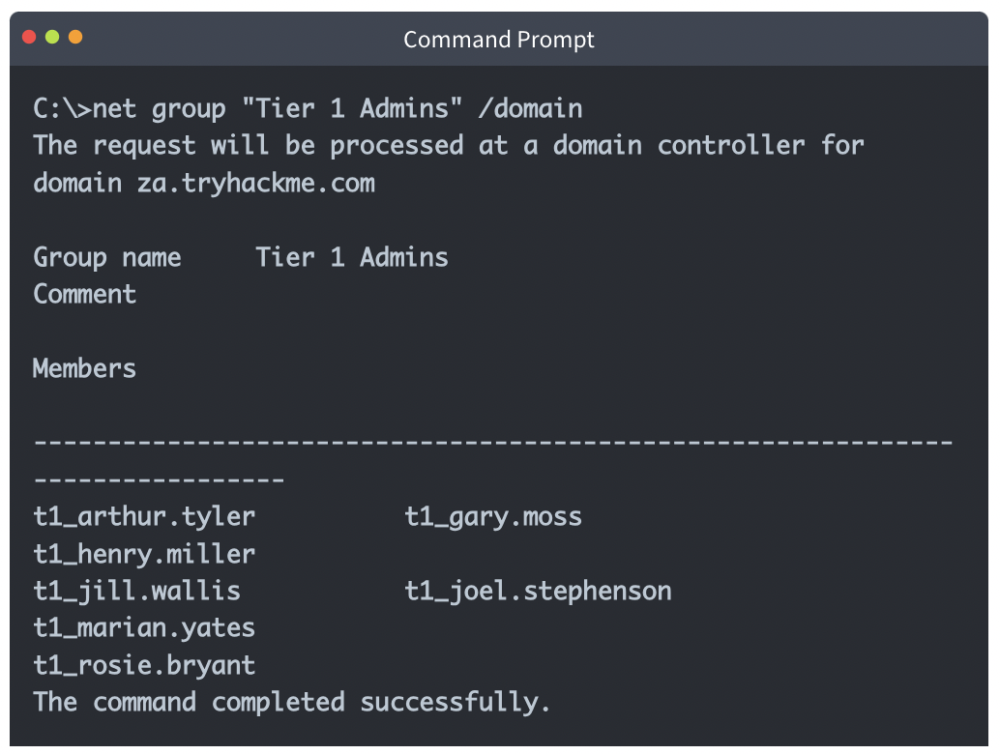 Command Prompt
C:\>net group "Tier 1 Admins" /domain
The request will be processed at a domain controller for
domain za.tryhackme.com
Group name     Tier 1 Admins
Comment
Members
--------------------------------------------------------------
-----------------
t1_arthur.tyler          t1_gary.moss
t1_henry.miller
t1_jill.wallis           t1_joel.stephenson
t1_marian.yates
t1_rosie.bryant
The command completed successfully.